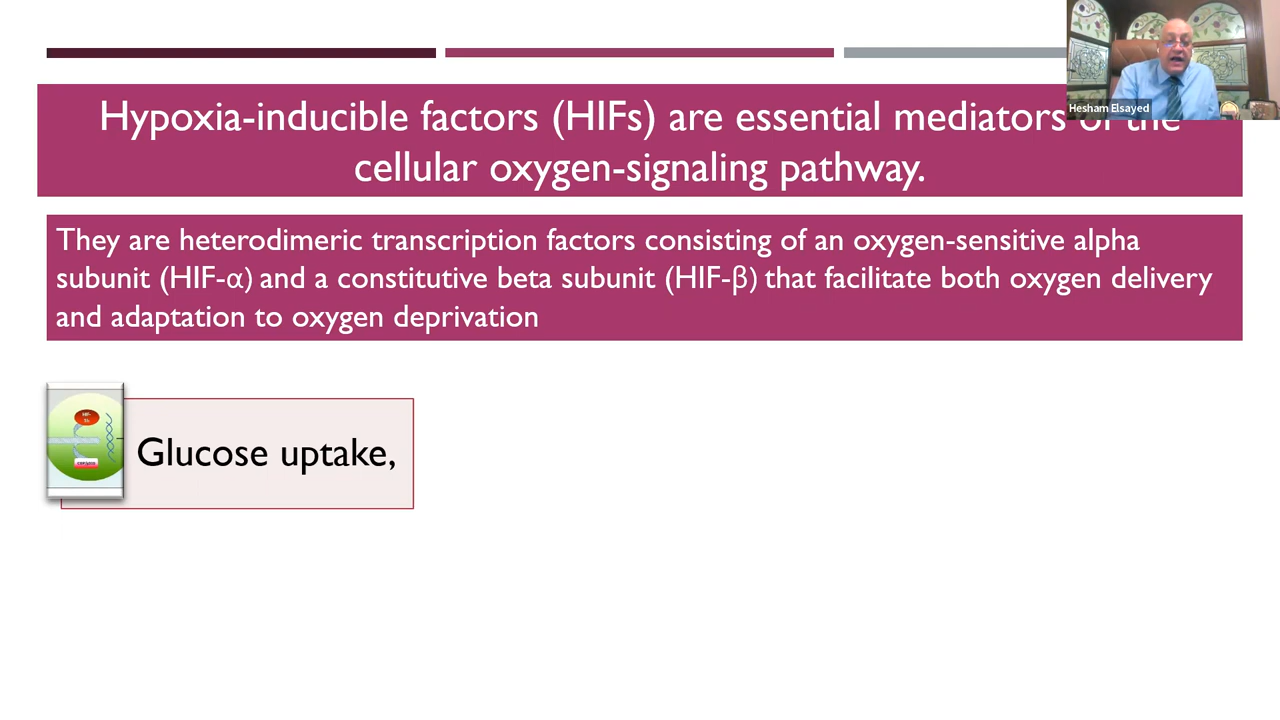 Hypoxia-inducible factors (HIFs) are essential mediators of the
cellular oxygen-signaling pathway.
Hesham Elsayed
They are heterodimeric transcription factors consisting of an oxygen-sensitive alpha
subunit (HIF-α) and a constitutive beta subunit (HIF-β) that facilitate both oxygen delivery
and adaptation to oxygen deprivation
Glucose uptake,